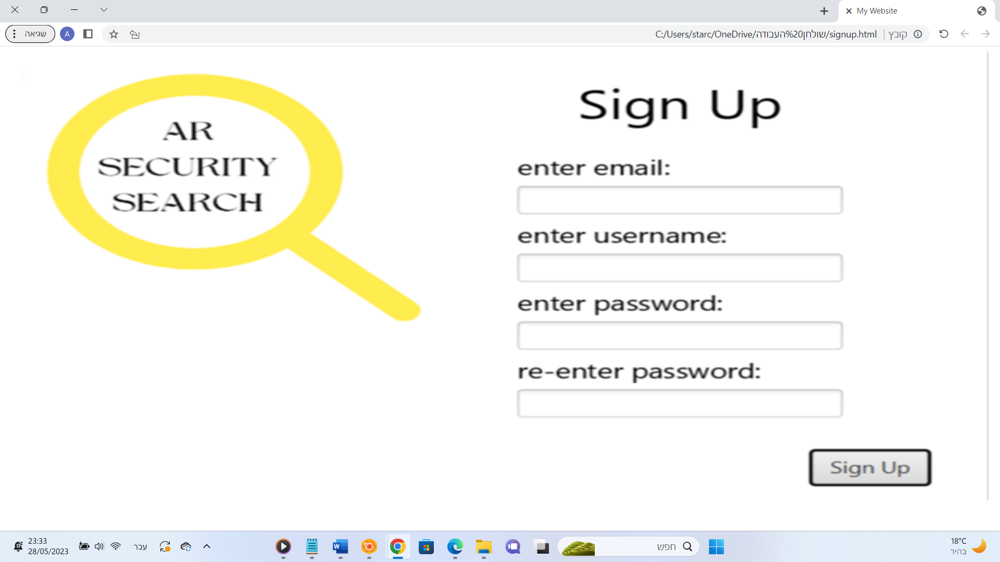 My Website
שגיאה
A
קובץ
C:/Users/starc/OneDrive/שולחן%20העבודה/signup.html
AR
SECURITY
SEARCH
Sign Up
enter email:
enter username:
enter password:
re-enter password:
Sign Up
23:33
28/05/2023
עבר
חפש
18°C
בהיר